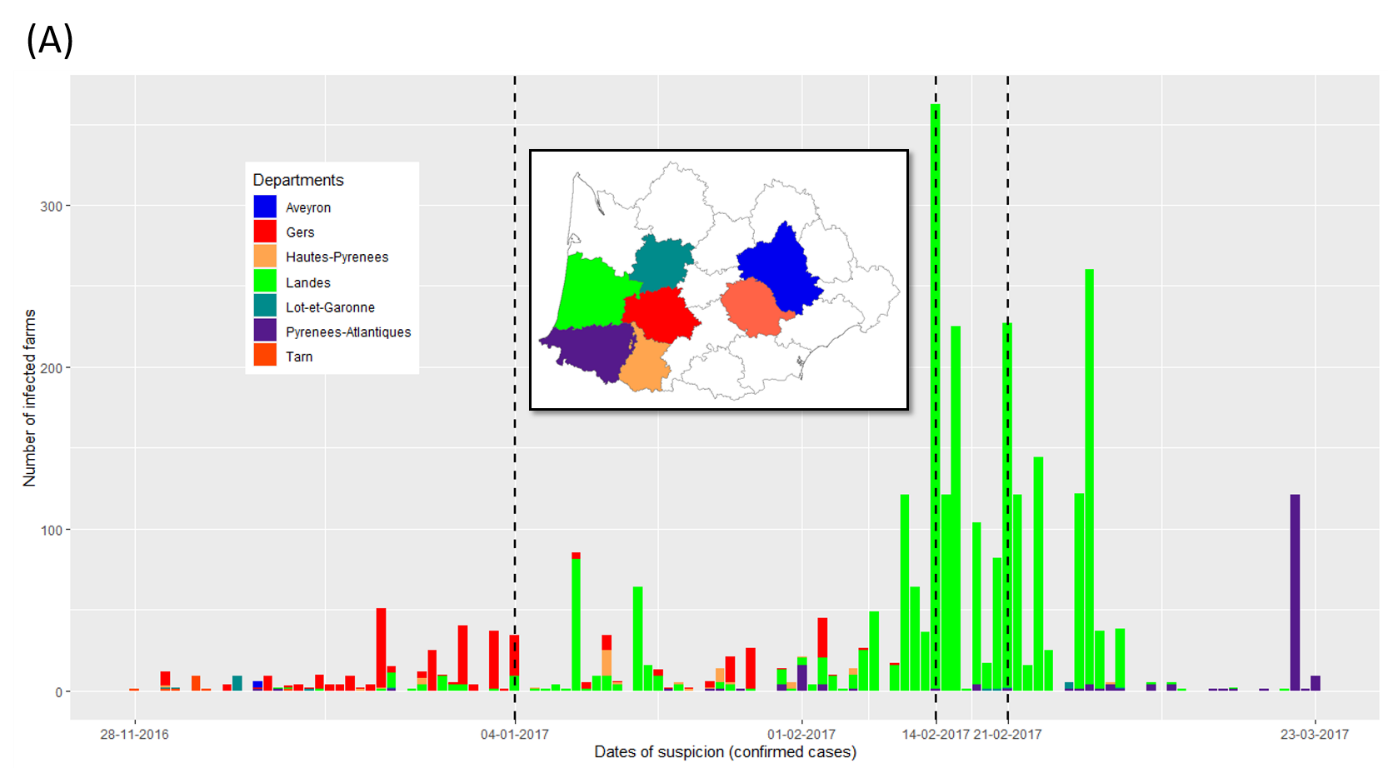 (A)
Number of infected farms
300
200
100
0
Departments
Aveyron
Gers
Hautes-Pyrenees
Landes
Lot-et-Garonne
Pyrenees-Atlantiques
Tarn
28-11-2016
04-01-2017
01-02-2017
14-02-2017
21-02-2017
23-03-2017
Dates of suspicion (confirmed cases)